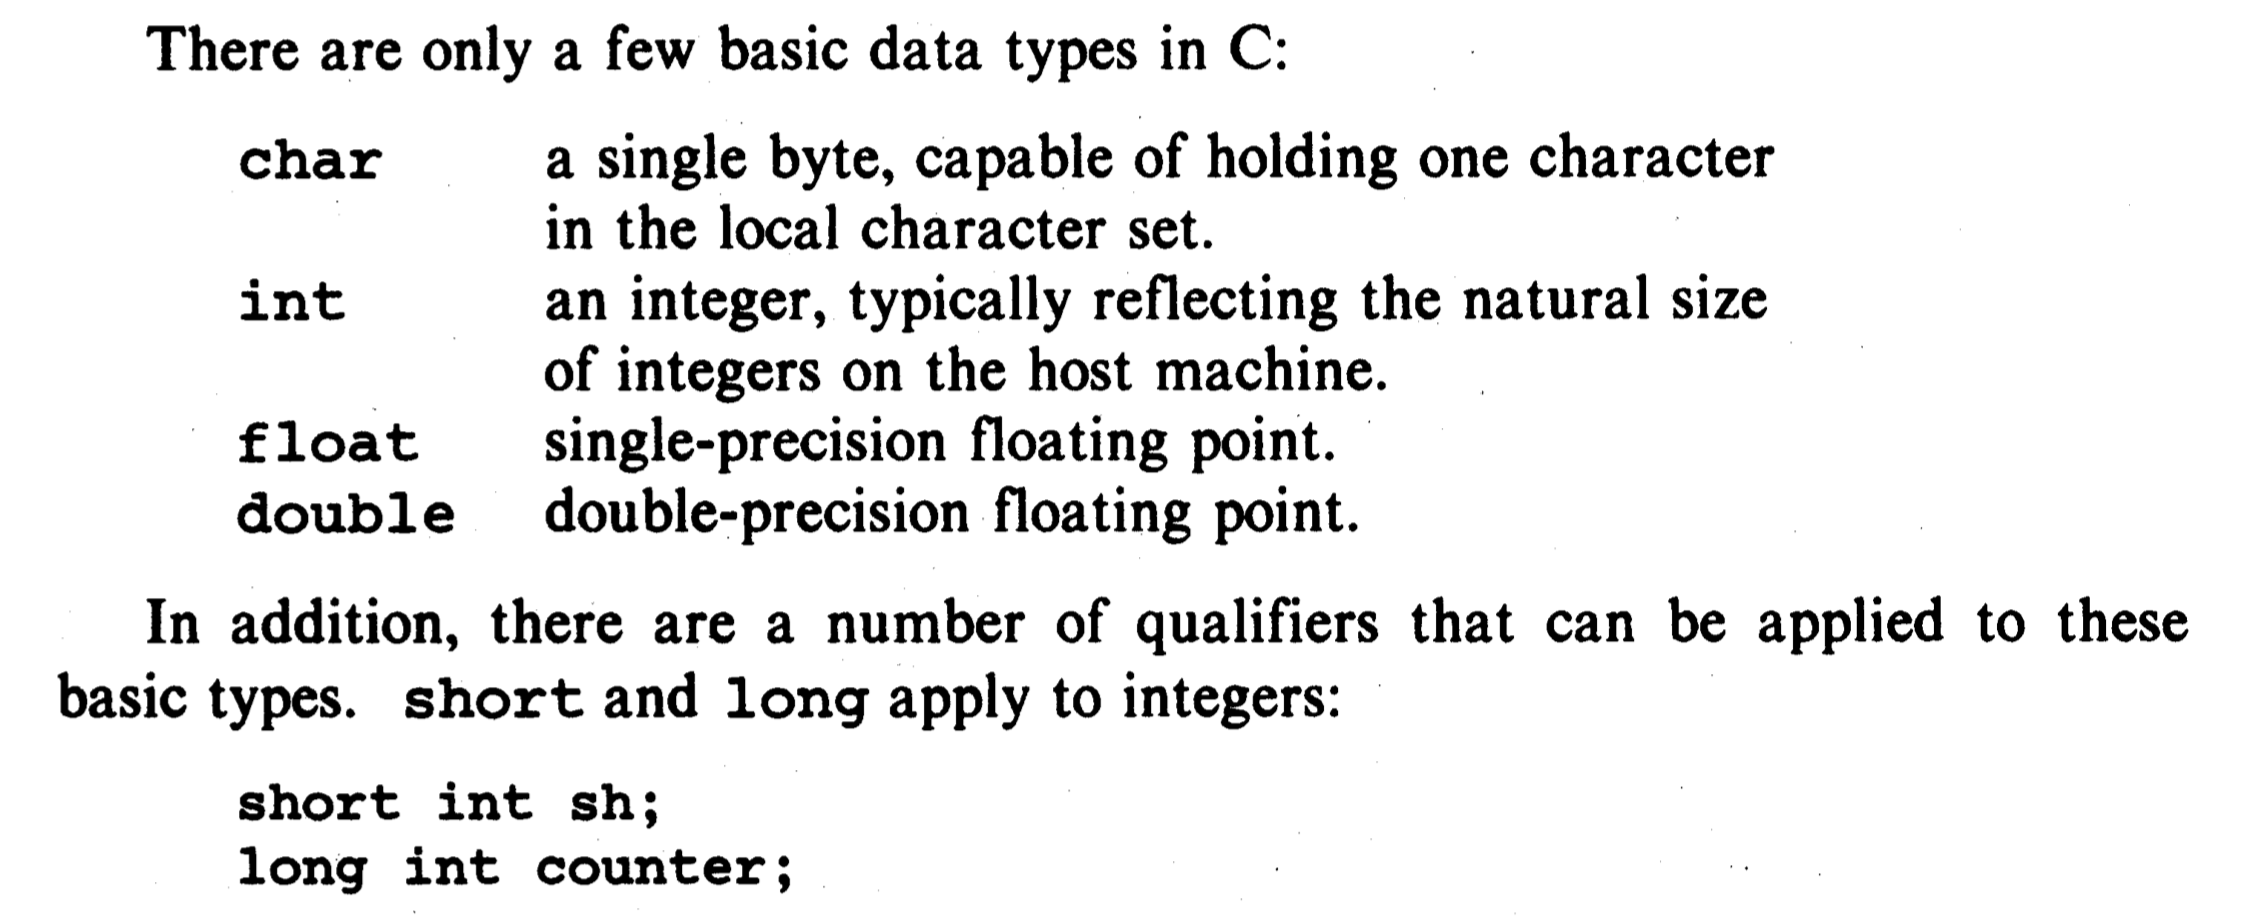 There are only a few basic data types in C:
char a single byte, capable of holding one character
in the local character set.
int an integer, typically reflecting the natural size
of integers on the host machine.
float single-precision floating point.
double double-precision floating point.
In addition, there are a number of qualifiers that can be applied to these
basic types. short and long apply to integers:
short int sh;
long int counter;